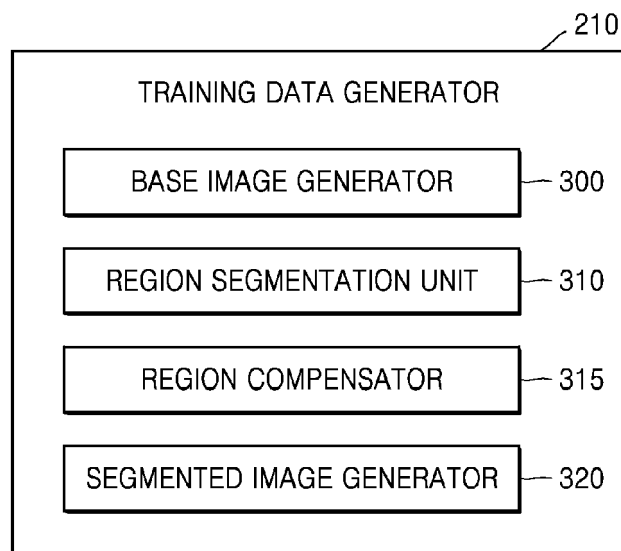 210
TRAINING DATA GENERATOR
BASE IMAGE GENERATOR 300
REGION SEGMENTATION UNIT 310
REGION COMPENSATOR 315
SEGMENTED IMAGE GENERATOR 320